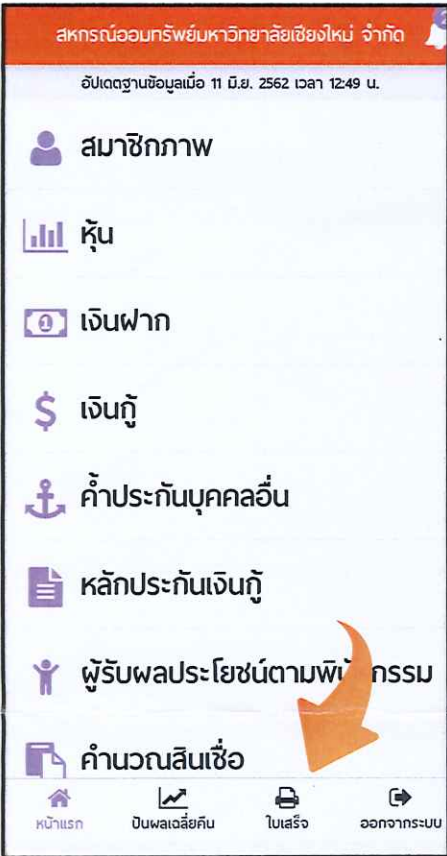 สหกรณ์ออมทรัพย์มหาวิทยาลัยเชียงใหม่ จำกัด
อัปเดตฐานข้อมูลเมื่อ 11 มิ.ย. 2562 เวลา 12:49 น.
สมาชิกภาพ
หุ้น
เงินฝาก
เงินกู้
ค้ำประกันบุคคลอื่น
หลักประกันเงินกู้
ผู้รับผลประโยชน์ตามพินัยกรรม
คำนวณสินเชื่อ
หน้าแรก ปันผลเฉลี่ยคืน ใบเสร็จ ออกจากระบบ